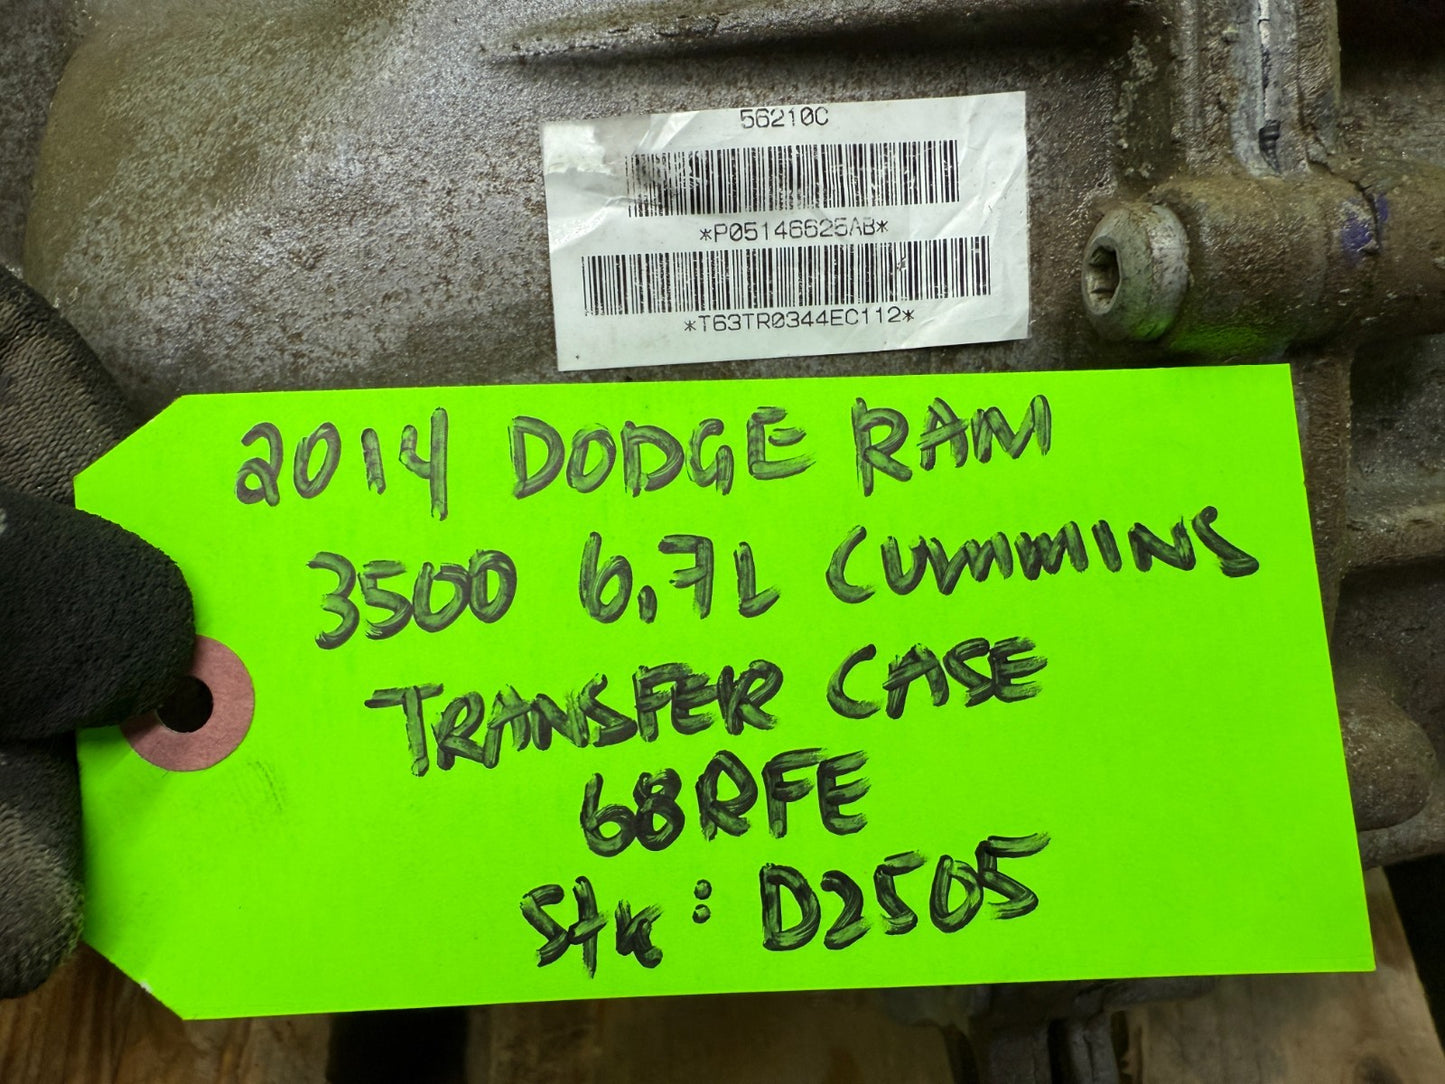 56210C
*P05146625AB*
*T63TR0344EC112*
2014 DODGE RAM
3500 6.7L CUMMINS
TRANSFER CASE
68RFE
Stk: D2505